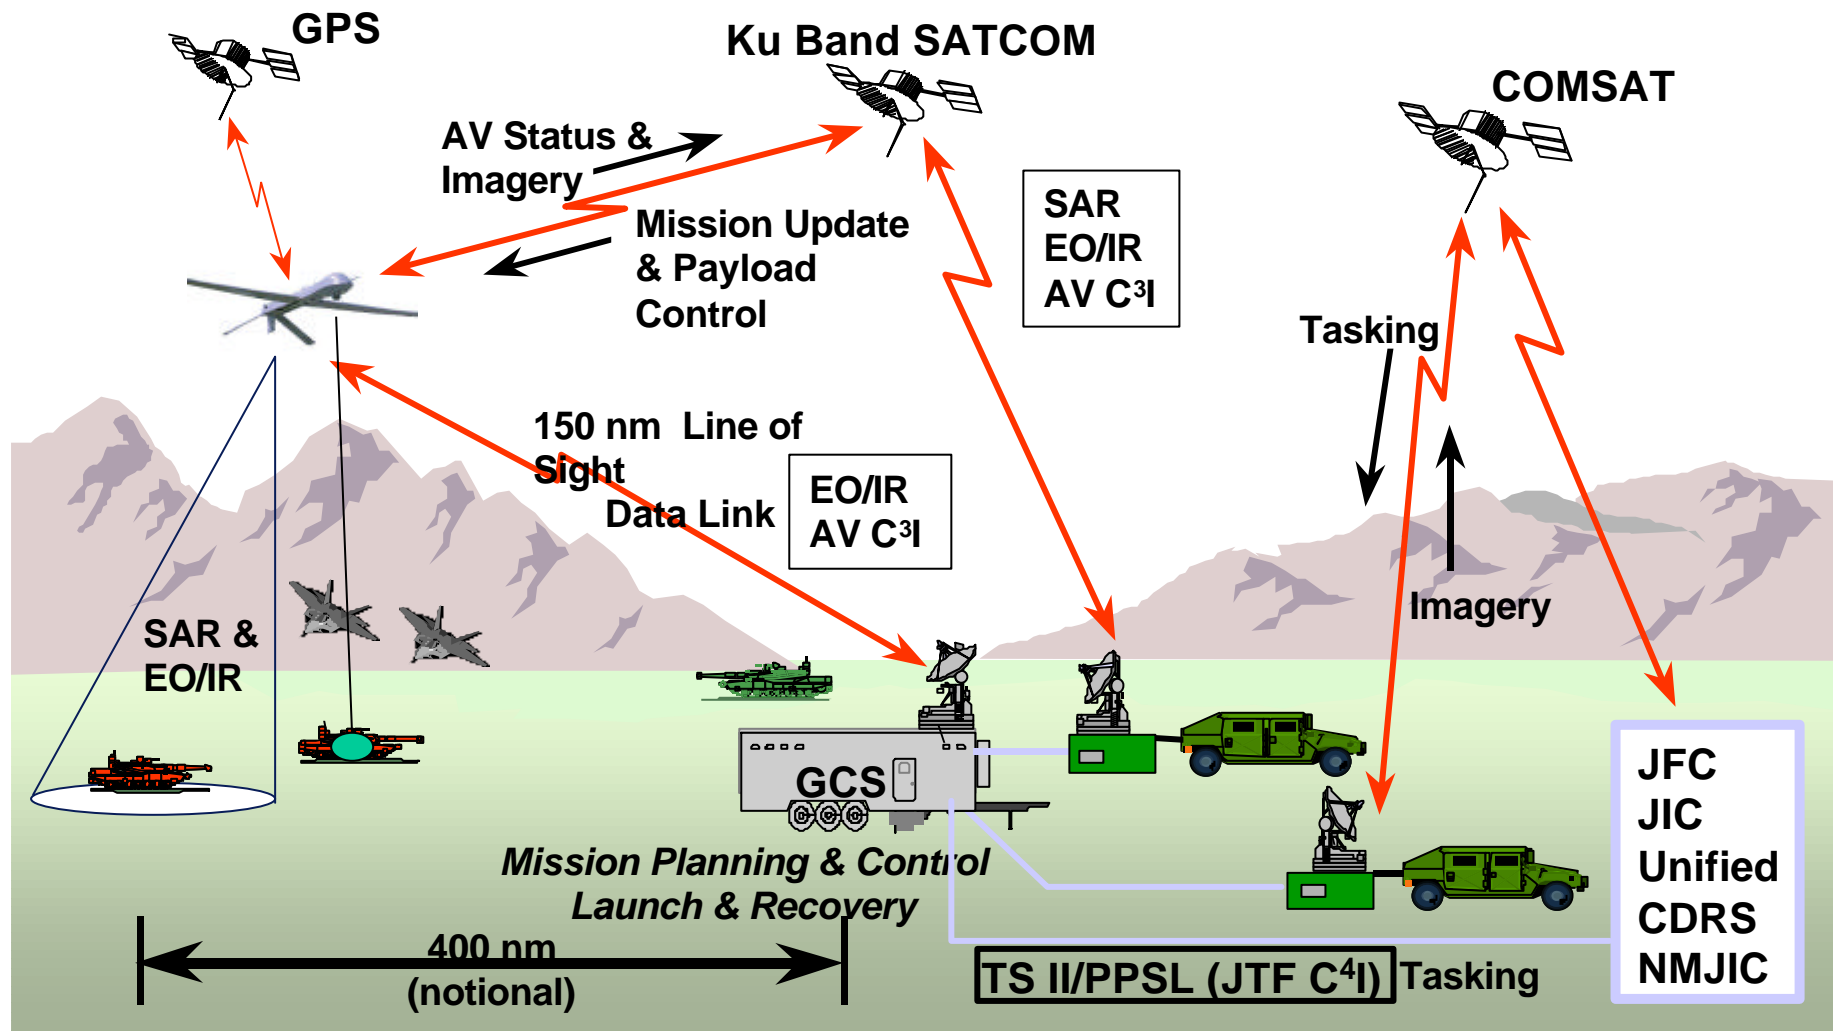 GPS
Ku Band SATCOM
COMSAT
AV Status &
Imagery
Mission Update
& Payload
Control
SAR
EO/IR
AV C³I
Tasking
150 nm Line of
Sight
Data Link
EO/IR
AV C³I
Imagery
SAR &
EO/IR
GCS
Mission Planning & Control
Launch & Recovery
400 nm
(notional)
TS II/PPSL (JTF C⁴I) Tasking
JFC
JIC
Unified
CDRS
NMJIC